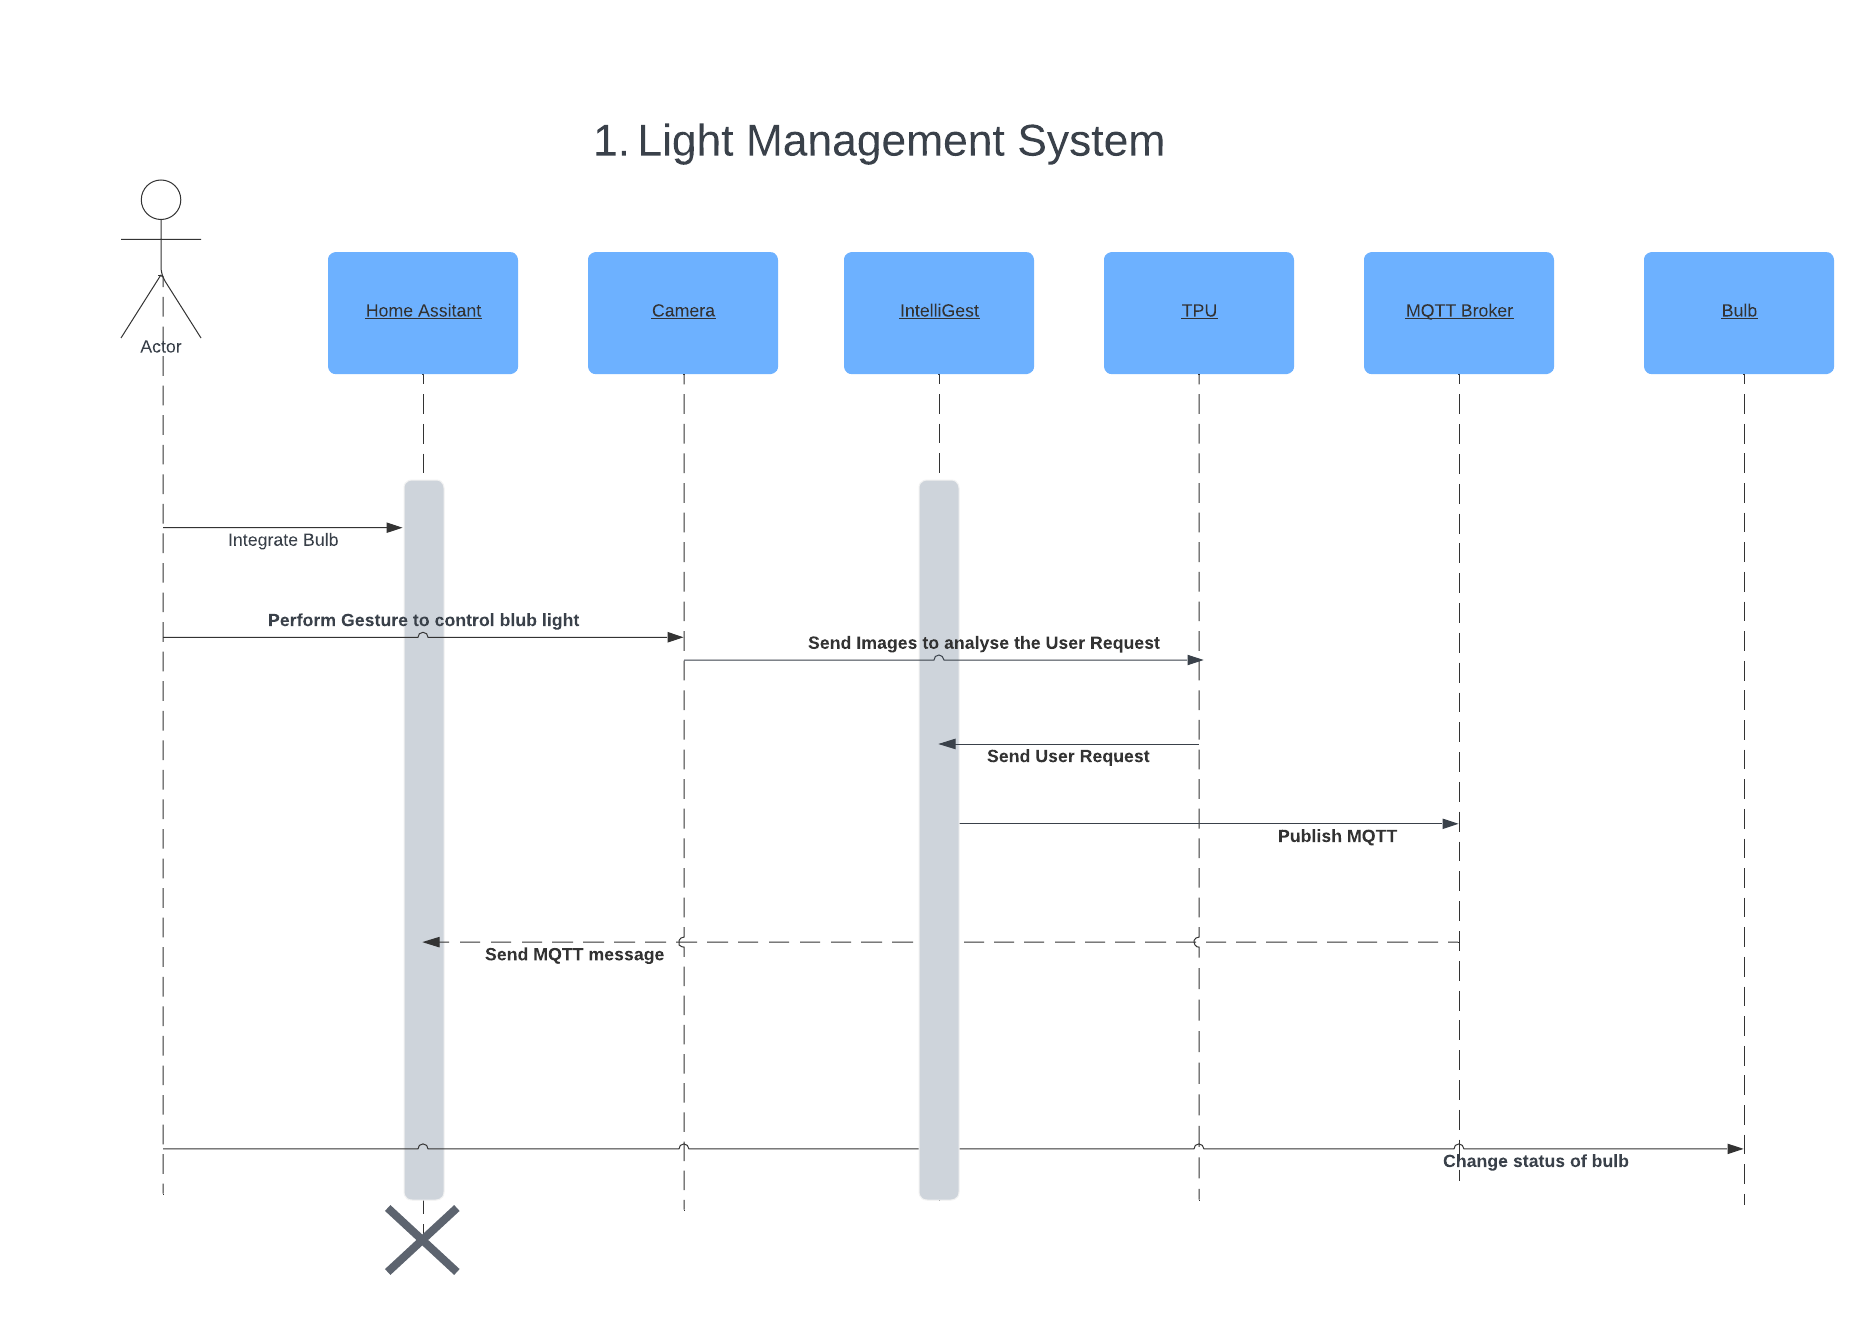 1. Light Management System
Actor
Home Assitant
Camera
IntelliGest
TPU
MQTT Broker
Bulb
Integrate Bulb
Perform Gesture to control blub light
Send Images to analyse the User Request
Send User Request
Publish MQTT
Send MQTT message
Change status of bulb